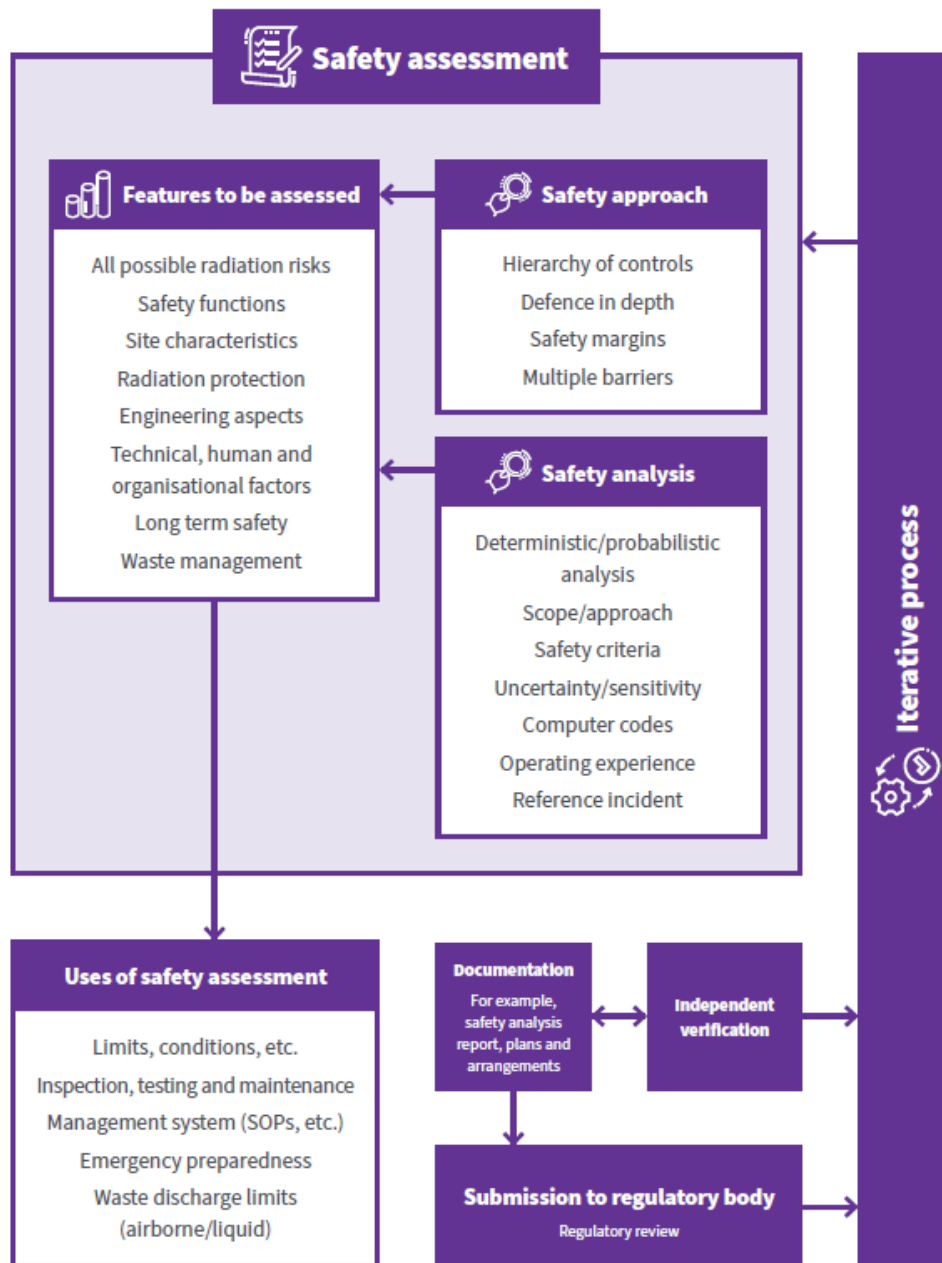 Safety assessment
Features to be assessed
All possible radiation risks
Safety functions
Site characteristics
Radiation protection
Engineering aspects
Technical, human and
organisational factors
Long term safety
Waste management
Safety approach
Hierarchy of controls
Defence in depth
Safety margins
Multiple barriers
Safety analysis
Deterministic/probabilistic
analysis
Scope/approach
Safety criteria
Uncertainty/sensitivity
Computer codes
Operating experience
Reference incident
Iterative process
Uses of safety assessment
Limits, conditions, etc.
Inspection, testing and maintenance
Management system (SOPs, etc.)
Emergency preparedness
Waste discharge limits
(airborne/liquid)
Documentation
For example,
safety analysis
report, plans and
arrangements
Independent
verification
Submission to regulatory body
Regulatory review